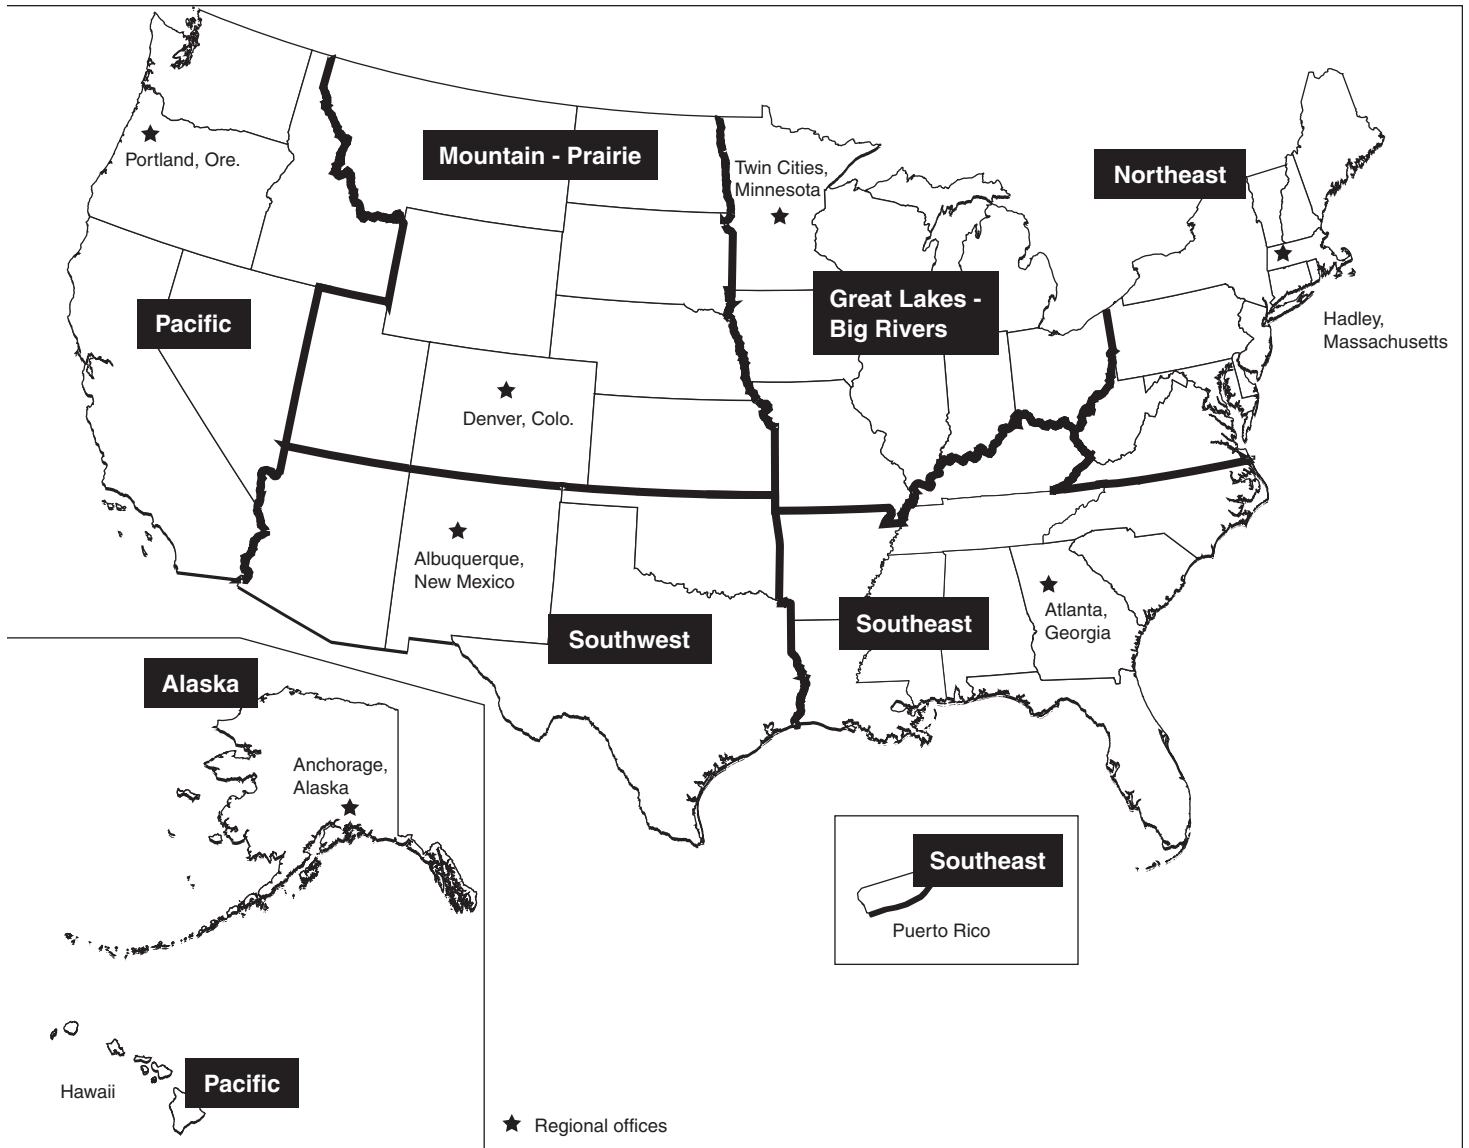 Mountain - Prairie
Northeast
Portland, Ore.
Twin Cities,
Minnesota
Pacific
Great Lakes -
Big Rivers
Hadley,
Massachusetts
Denver, Colo.
Albuquerque,
New Mexico
Southwest
Southeast
Atlanta,
Georgia
Alaska
Anchorage,
Alaska
Southeast
Puerto Rico
Hawaii
Pacific
Regional offices